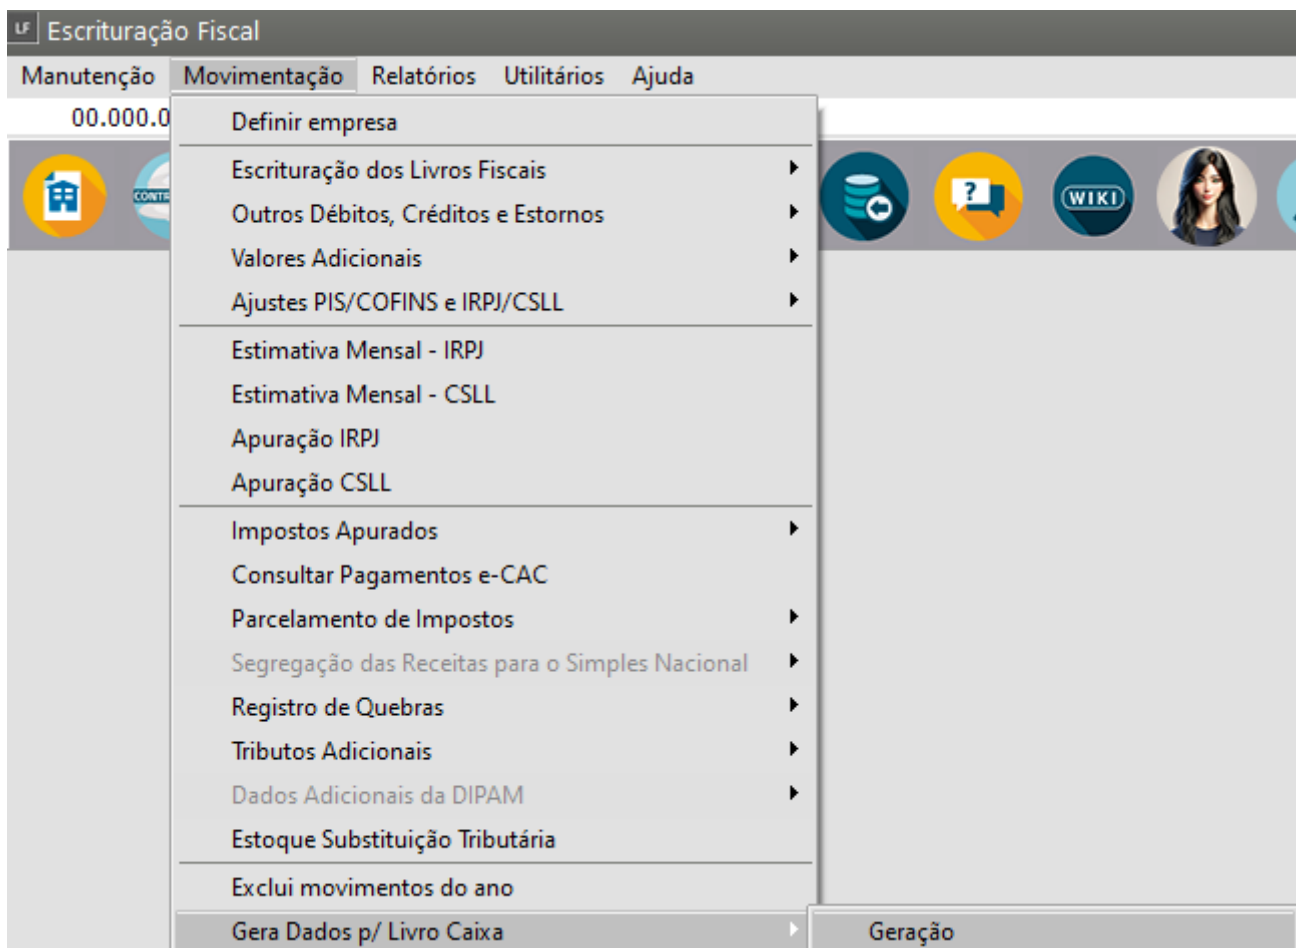 LF Escrituração Fiscal
Manutenção Movimentação Relatórios Utilitários Ajuda
00.000.0
Definir empresa
CONTR
? WIKI
Escrituração dos Livros Fiscais
Outros Débitos, Créditos e Estornos
Valores Adicionais
Ajustes PIS/COFINS e IRPJ/CSLL
Estimativa Mensal - IRPJ
Estimativa Mensal - CSLL
Apuração IRPJ
Apuração CSLL
Impostos Apurados
Consultar Pagamentos e-CAC
Parcelamento de Impostos
Segregação das Receitas para o Simples Nacional
Registro de Quebras
Tributos Adicionais
Dados Adicionais da DIPAM
Estoque Substituição Tributária
Exclui movimentos do ano
Gera Dados p/ Livro Caixa Geração